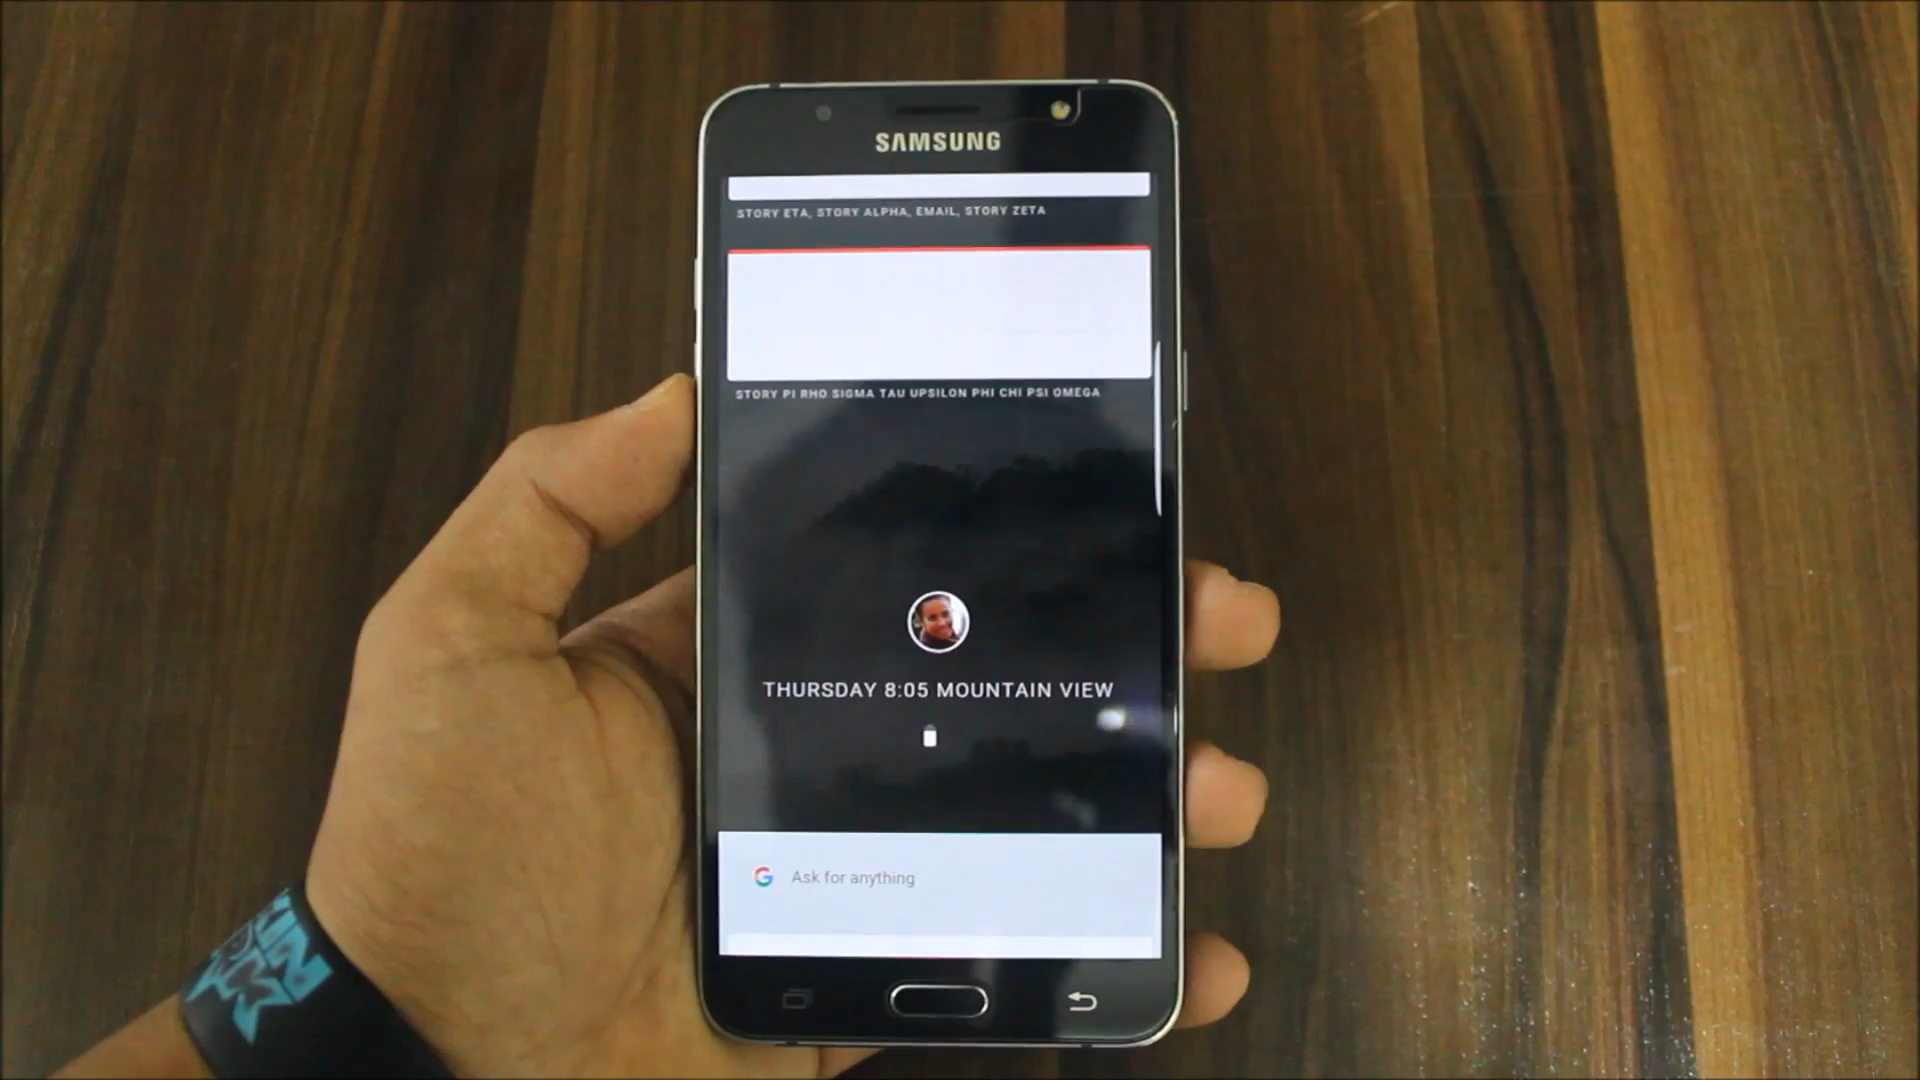 SAMSUNG
STORY ETA, STORY ALPHA, EMAIL, STORY ZETA
STORY PI RHO SIGMA TAU UPSILON PHI CHI PSI OMEGA
THURSDAY 8:05 MOUNTAIN VIEW
G Ask for anything